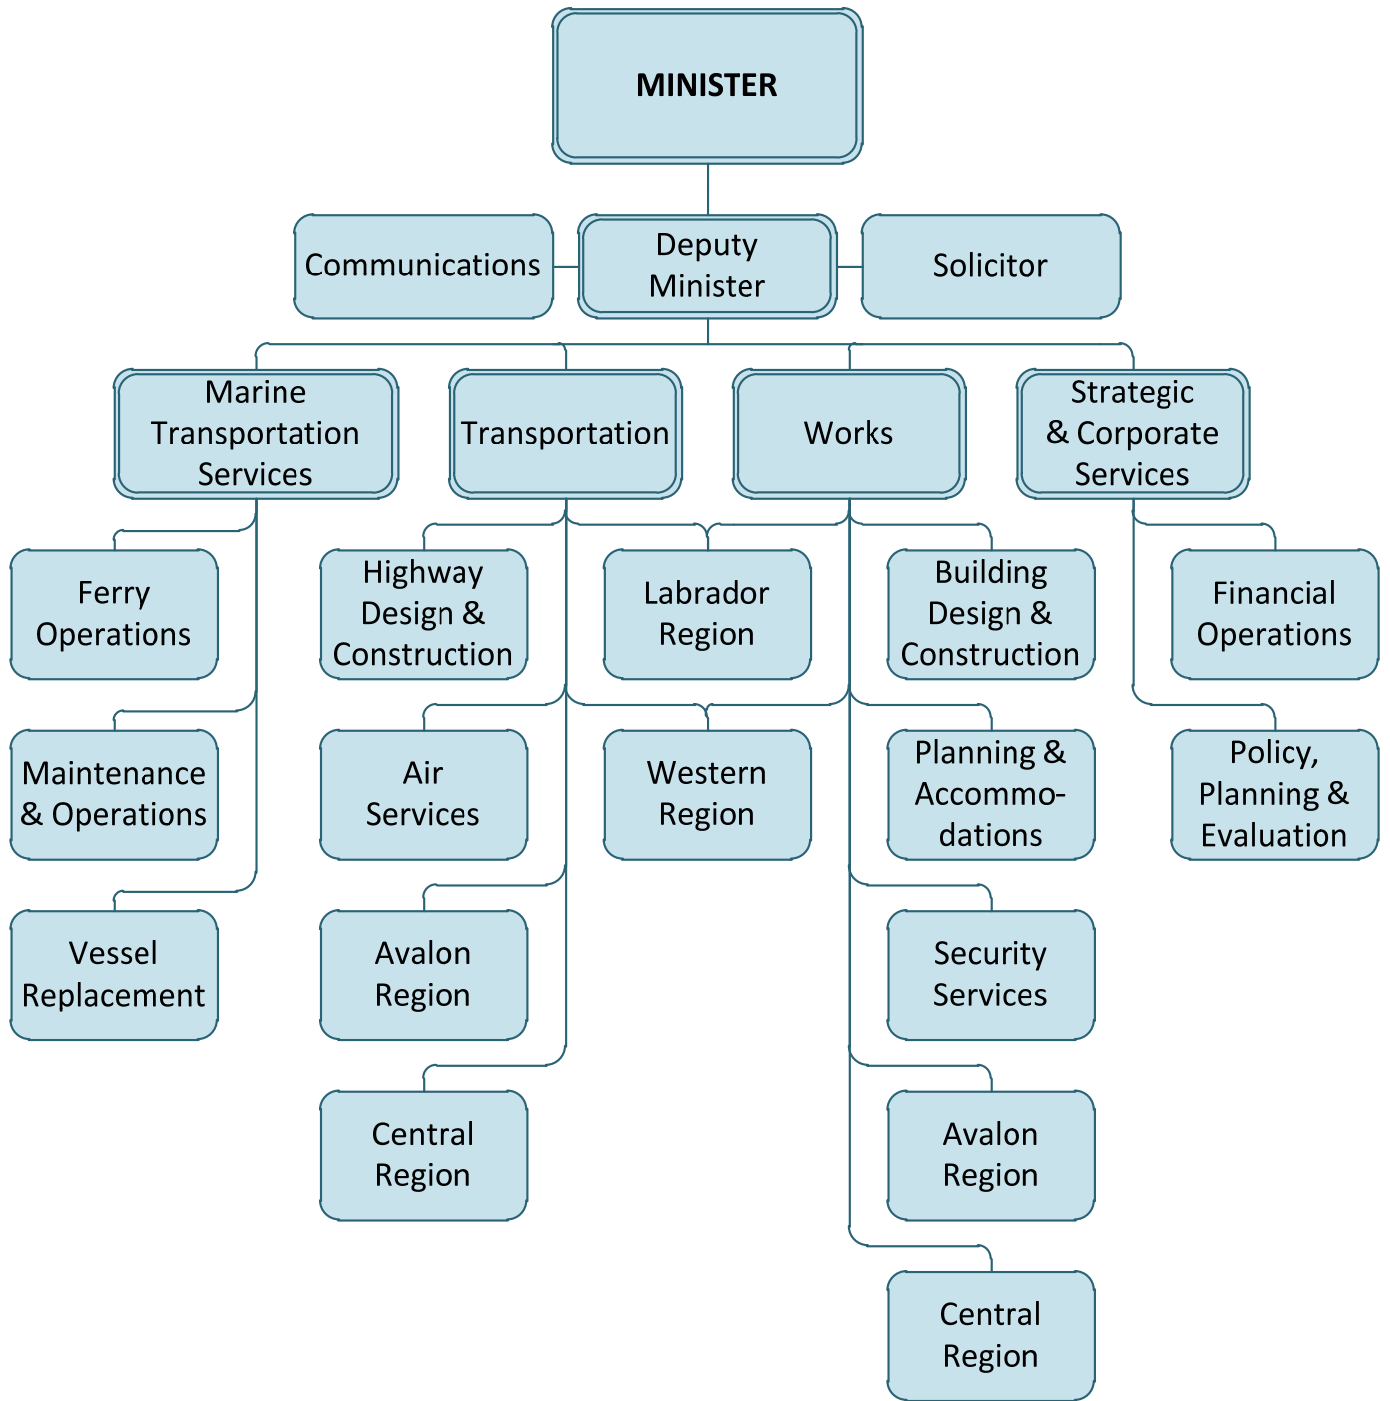 MINISTER
Communications
Deputy
Minister
Solicitor
Marine
Transportation
Services
Transportation
Works
Strategic
& Corporate
Services
Ferry
Operations
Highway
Design &
Construction
Labrador
Region
Building
Design &
Construction
Financial
Operations
Maintenance
& Operations
Air
Services
Western
Region
Planning &
Accommo-
dations
Policy,
Planning &
Evaluation
Vessel
Replacement
Avalon
Region
Security
Services
Central
Region
Avalon
Region
Central
Region